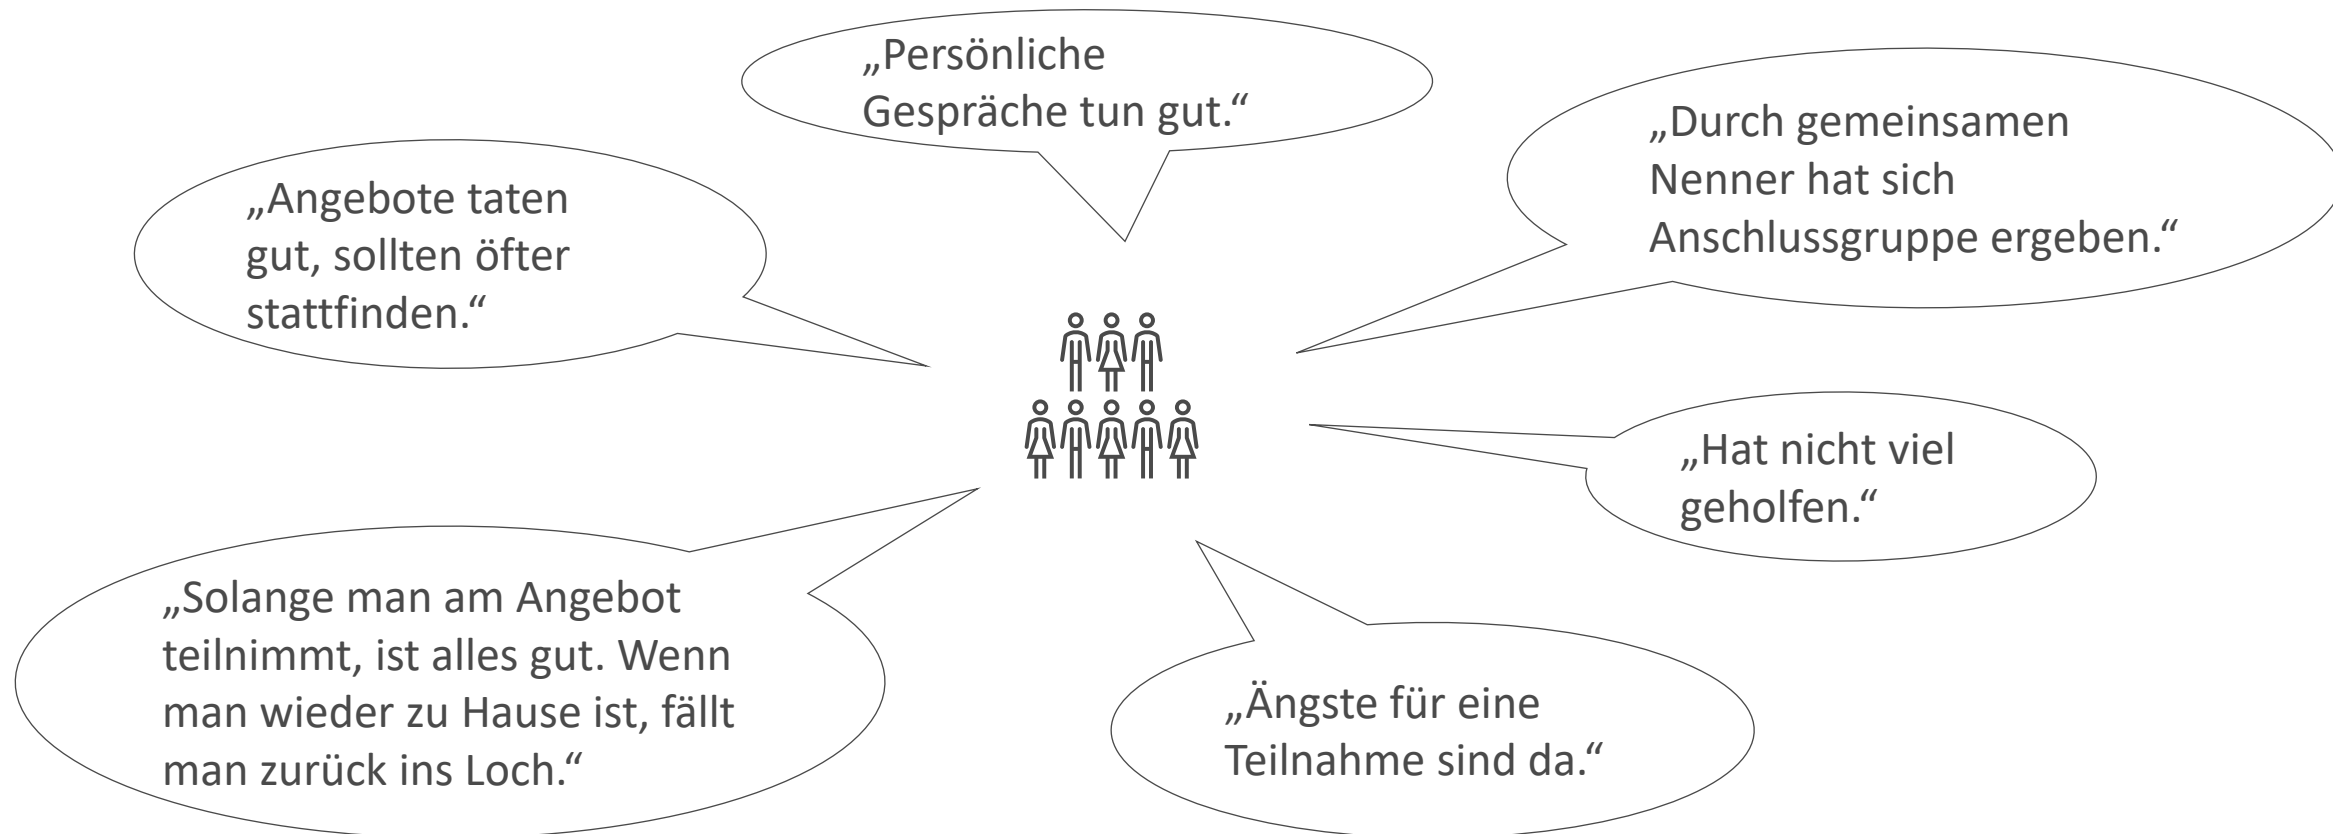 „Persönliche
Gespräche tun gut.“
„Durch gemeinsamen
Nenner hat sich
Anschlussgruppe ergeben.“
„Angebote taten
gut, sollten öfter
stattfinden.“
„Hat nicht viel
geholfen.“
„Solange man am Angebot
teilnimmt, ist alles gut. Wenn
man wieder zu Hause ist, fällt
man zurück ins Loch.“
„Ängste für eine
Teilnahme sind da.“